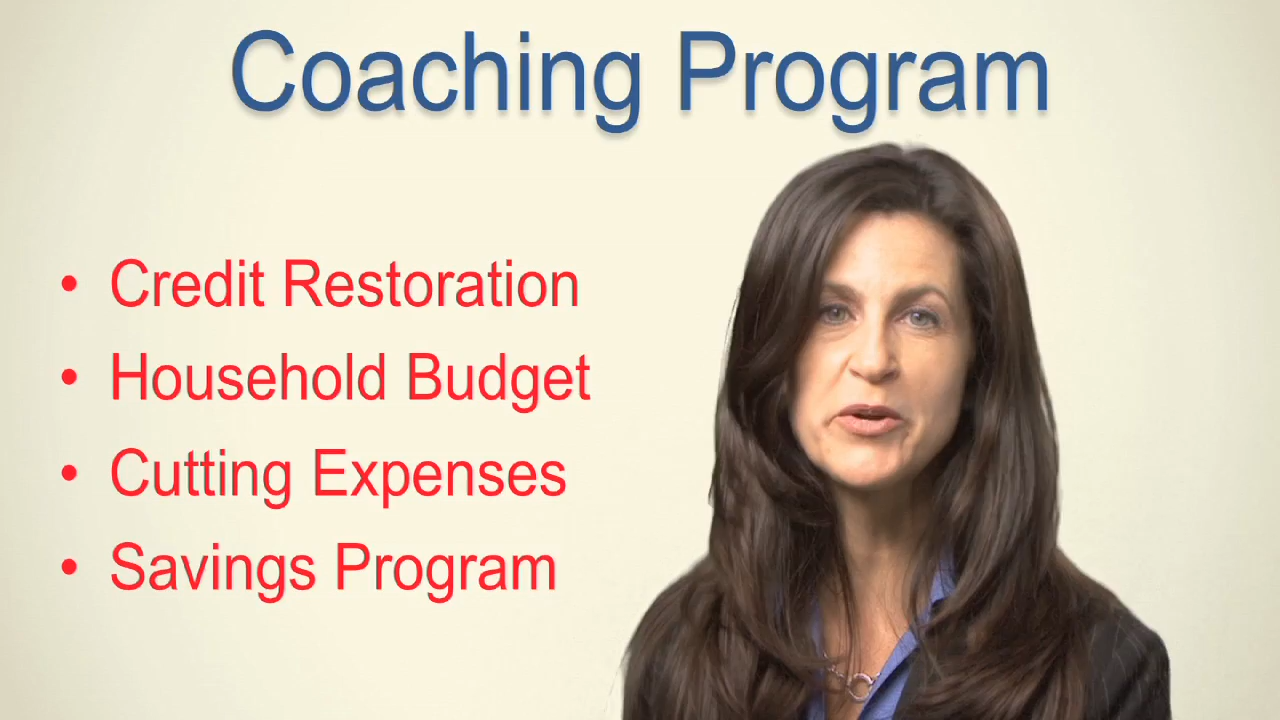 Coaching Program
• Credit Restoration
• Household Budget
• Cutting Expenses
• Savings Program